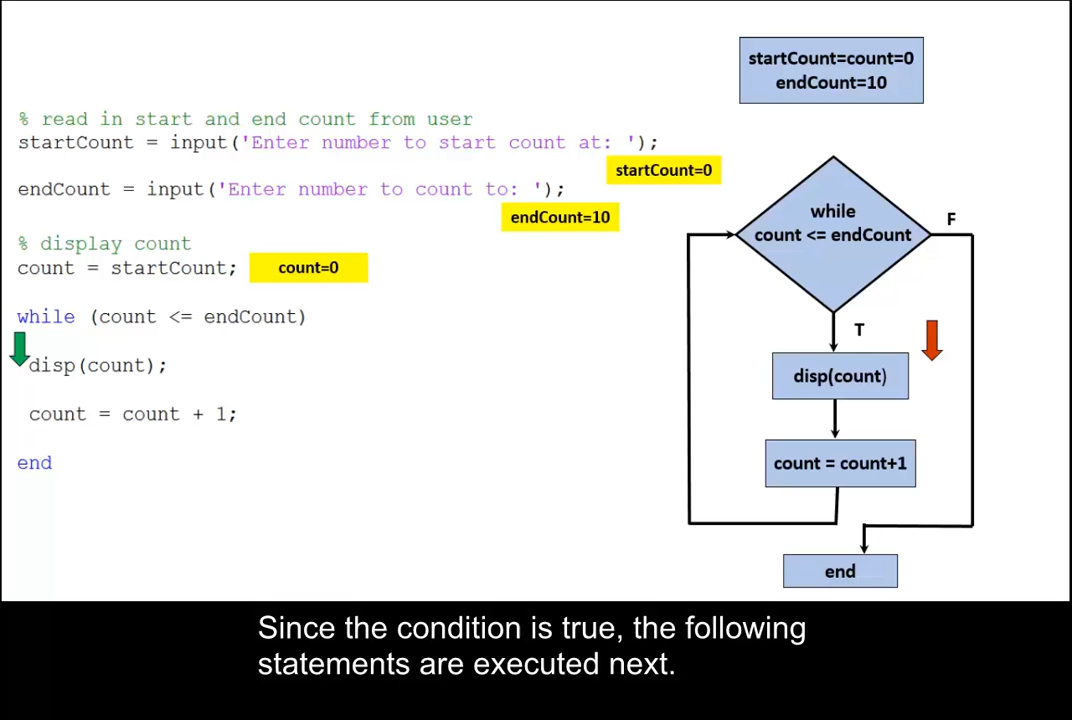 % read in start and end count from user
startCount = input('Enter number to start count at: ');
startCount=0
endCount = input('Enter number to count to: ');
endCount=10
% display count
count = startCount;
count=0
while (count <= endCount)
disp(count);
count = count + 1;
end
startCount=count=0
endCount=10
while
count <= endCount
F
T
disp(count)
count = count+1
end
Since the condition is true, the following
statements are executed next.